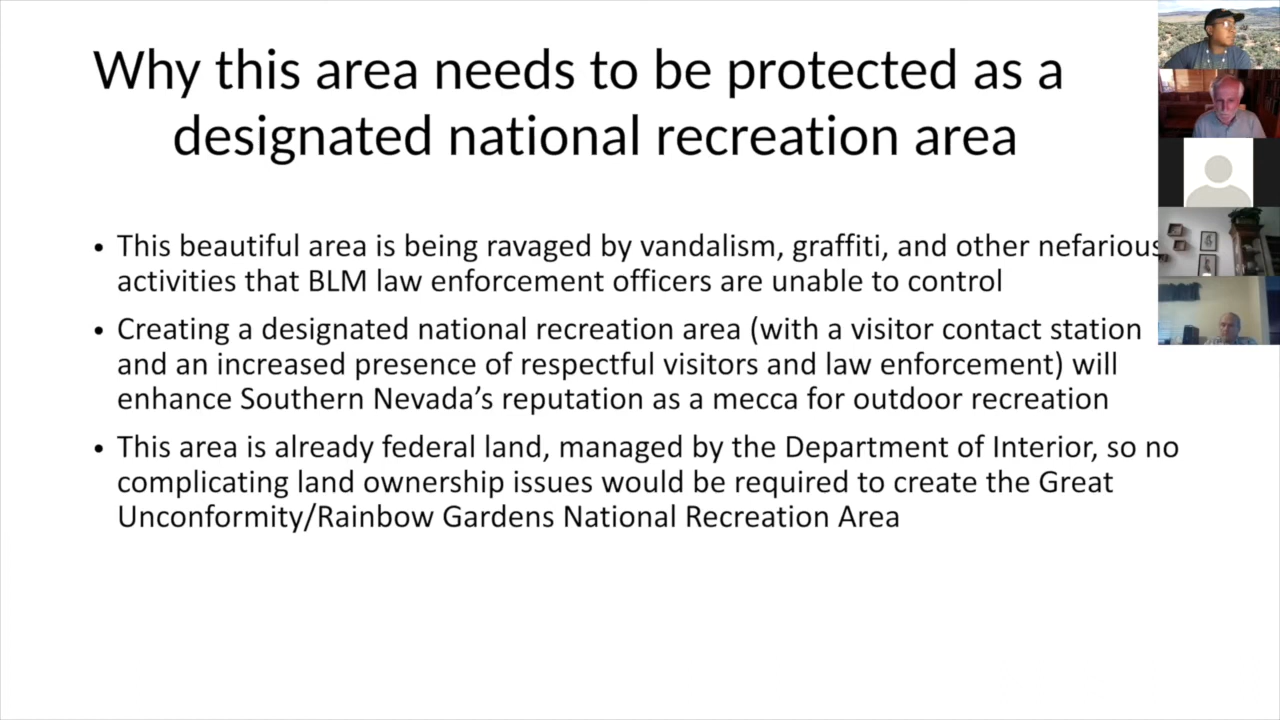 Why this area needs to be protected as a
designated national recreation area
• This beautiful area is being ravaged by vandalism, graffiti, and other nefarious
activities that BLM law enforcement officers are unable to control
• Creating a designated national recreation area (with a visitor contact station
and an increased presence of respectful visitors and law enforcement) will
enhance Southern Nevada’s reputation as a mecca for outdoor recreation
• This area is already federal land, managed by the Department of Interior, so no
complicating land ownership issues would be required to create the Great
Unconformity/Rainbow Gardens National Recreation Area